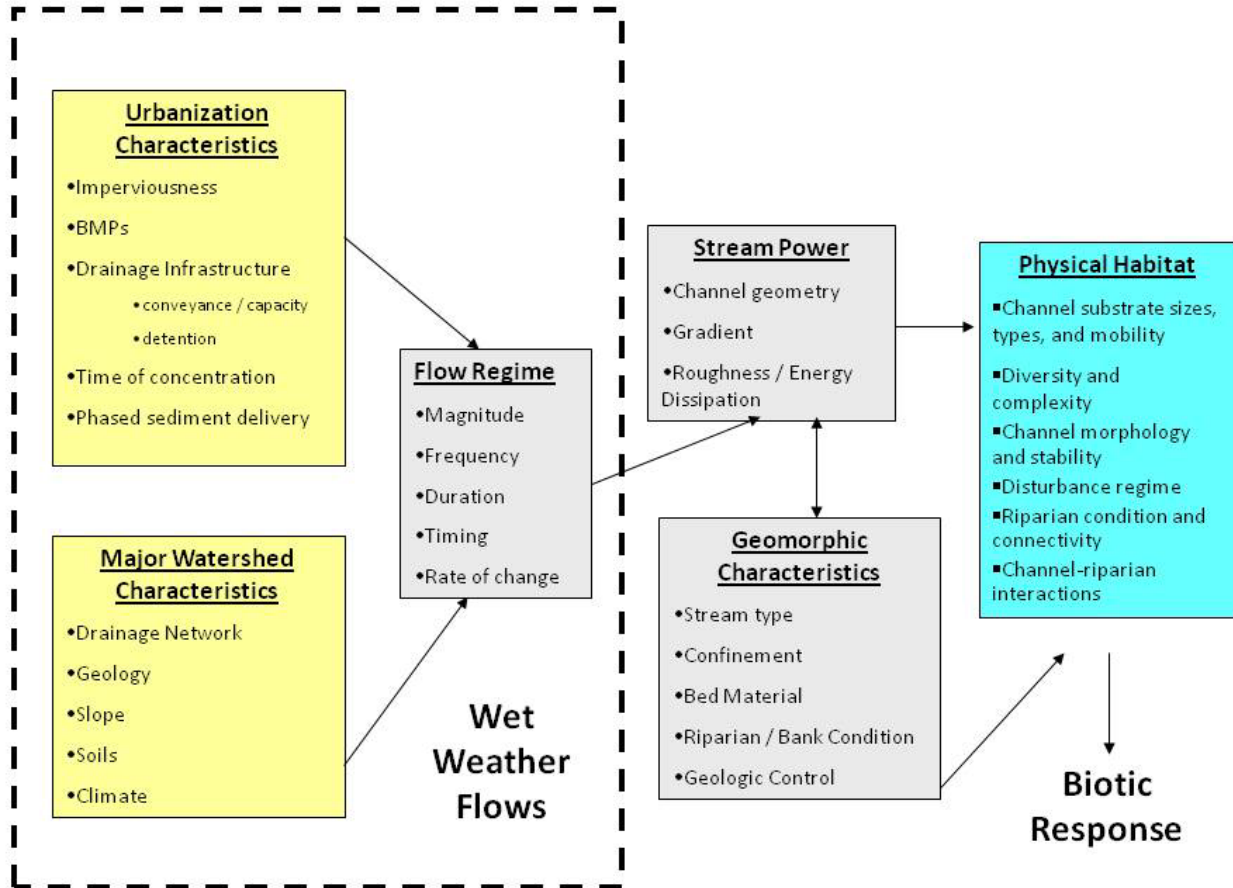 Urbanization
Characteristics
•Imperviousness
•BMPs
•Drainage Infrastructure
•conveyance / capacity
•detention
•Time of concentration
•Phased sediment delivery
Major Watershed
Characteristics
•Drainage Network
•Geology
•Slope
•Soils
•Climate
Flow Regime
•Magnitude
•Frequency
•Duration
•Timing
•Rate of change
Wet
Weather
Flows
Stream Power
•Channel geometry
•Gradient
•Roughness / Energy
Dissipation
Geomorphic
Characteristics
•Stream type
•Confinement
•Bed Material
•Riparian / Bank Condition
•Geologic Control
Physical Habitat
▪Channel substrate sizes,
types, and mobility
▪Diversity and
complexity
▪Channel morphology
and stability
▪Disturbance regime
▪Riparian condition and
connectivity
▪Channel-riparian
interactions
Biotic
Response